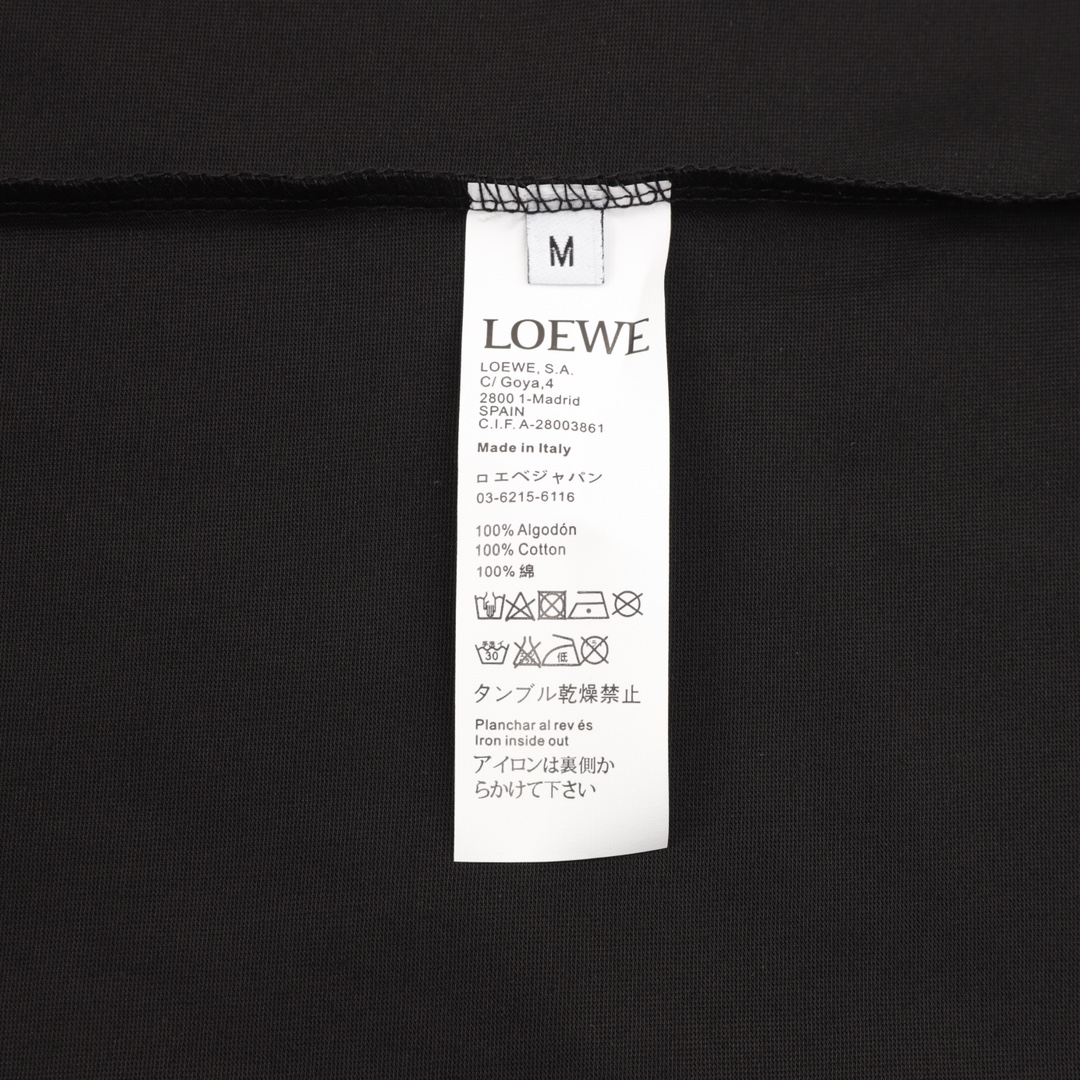 M
LOEWE
LOEWE, S.A.
C/ Goya,4
2800 1-Madrid
SPAIN
C.I.F. A-28003861
Made in Italy
ロエベジャパン
03-6215-6116
100% Algodón
100% Cotton
100% 綿
30
低
タンブル乾燥禁止
Planchar al rev és
Iron inside out
アイロンは裏側か
らかけて下さい